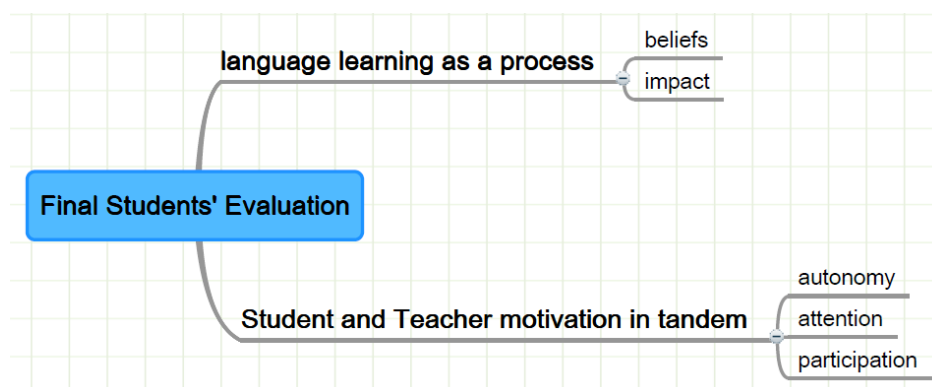 beliefs
language learning as a process
impact
Final Students' Evaluation
autonomy
Student and Teacher motivation in tandem
attention
participation